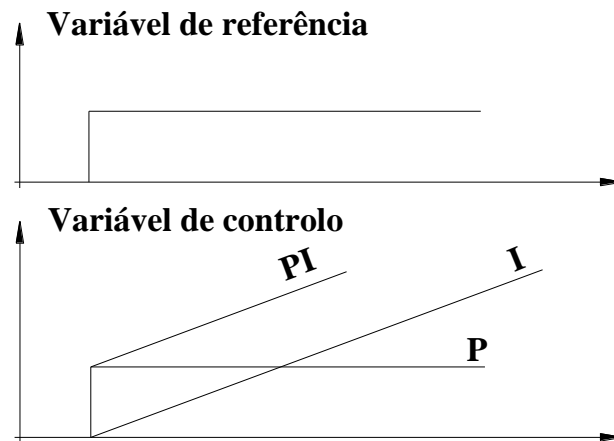 Variável de referência
Variável de controlo
PI
I
P